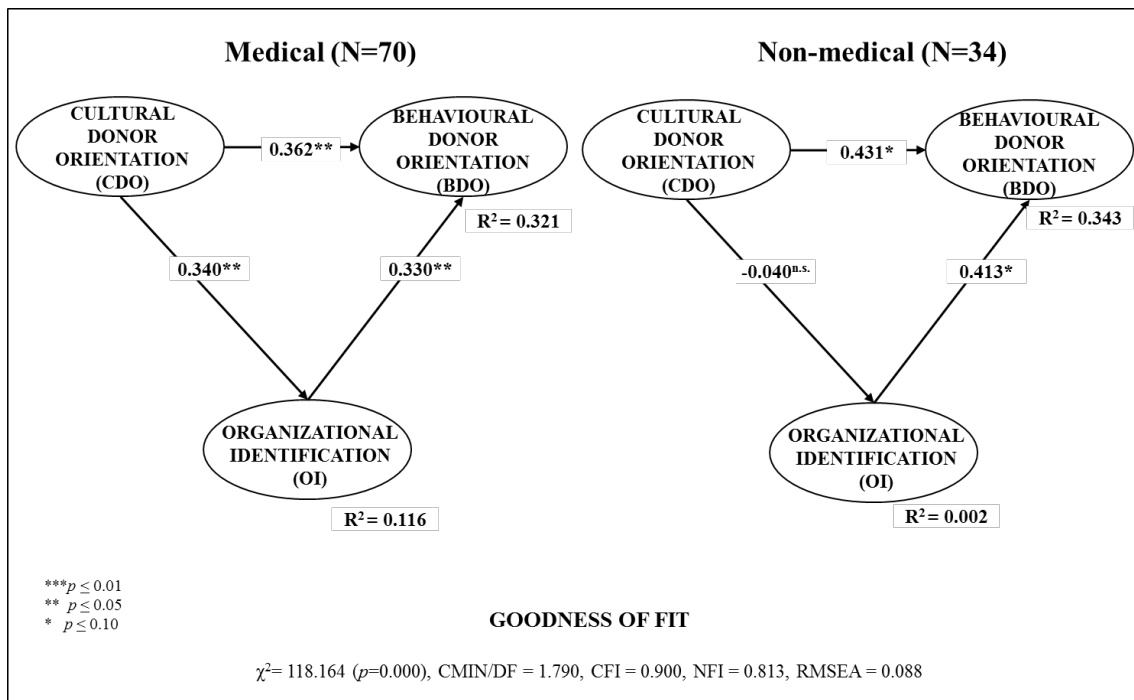 Medical (N=70)
CULTURAL
DONOR
ORIENTATION
(CDO)
0.362**
BEHAVIOURAL
DONOR
ORIENTATION
(BDO)
R² = 0.321
0.340**
0.330**
ORGANIZATIONAL
IDENTIFICATION
(OI)
R² = 0.116
Non-medical (N=34)
CULTURAL
DONOR
ORIENTATION
(CDO)
0.431*
BEHAVIOURAL
DONOR
ORIENTATION
(BDO)
R² = 0.343
-0.040n.s.
0.413*
ORGANIZATIONAL
IDENTIFICATION
(OI)
R² = 0.002
***p ≤ 0.01
** p ≤ 0.05
* p ≤ 0.10
GOODNESS OF FIT
χ²= 118.164 (p=0.000), CMIN/DF = 1.790, CFI = 0.900, NFI = 0.813, RMSEA = 0.088